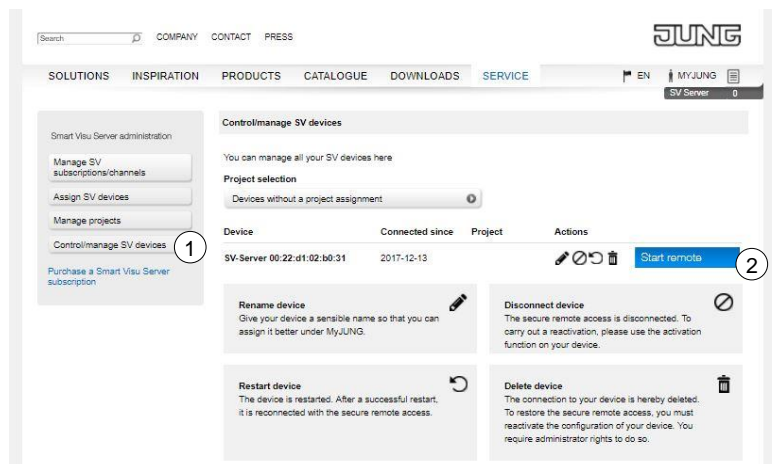 Search COMPANY CONTACT PRESS
JUNG
SOLUTIONS INSPIRATION PRODUCTS CATALOGUE DOWNLOADS SERVICE EN MYJUNG
SV Server 0
Smart Visu Server administration
Manage SV
subscriptions/channels
Assign SV devices
Manage projects
Control/manage SV devices
1
Purchase a Smart Visu Server
subscription
Control/manage SV devices
You can manage all your SV devices here
Project selection
Devices without a project assignment
Device Connected since Project Actions
SV-Server 00:22:d1:02:b0:31 2017-12-13 Start remote
2
Rename device
Give your device a sensible name so that you can
assign it better under MyJUNG.
Disconnect device
The secure remote access is disconnected. To
carry out a reactivation, please use the activation
function on your device.
Restart device
The device is restarted. After a successful restart,
it is reconnected with the secure remote access.
Delete device
The connection to your device is hereby deleted.
To restore the secure remote access, you must
reactivate the configuration of your device. You
require administrator rights to do so.